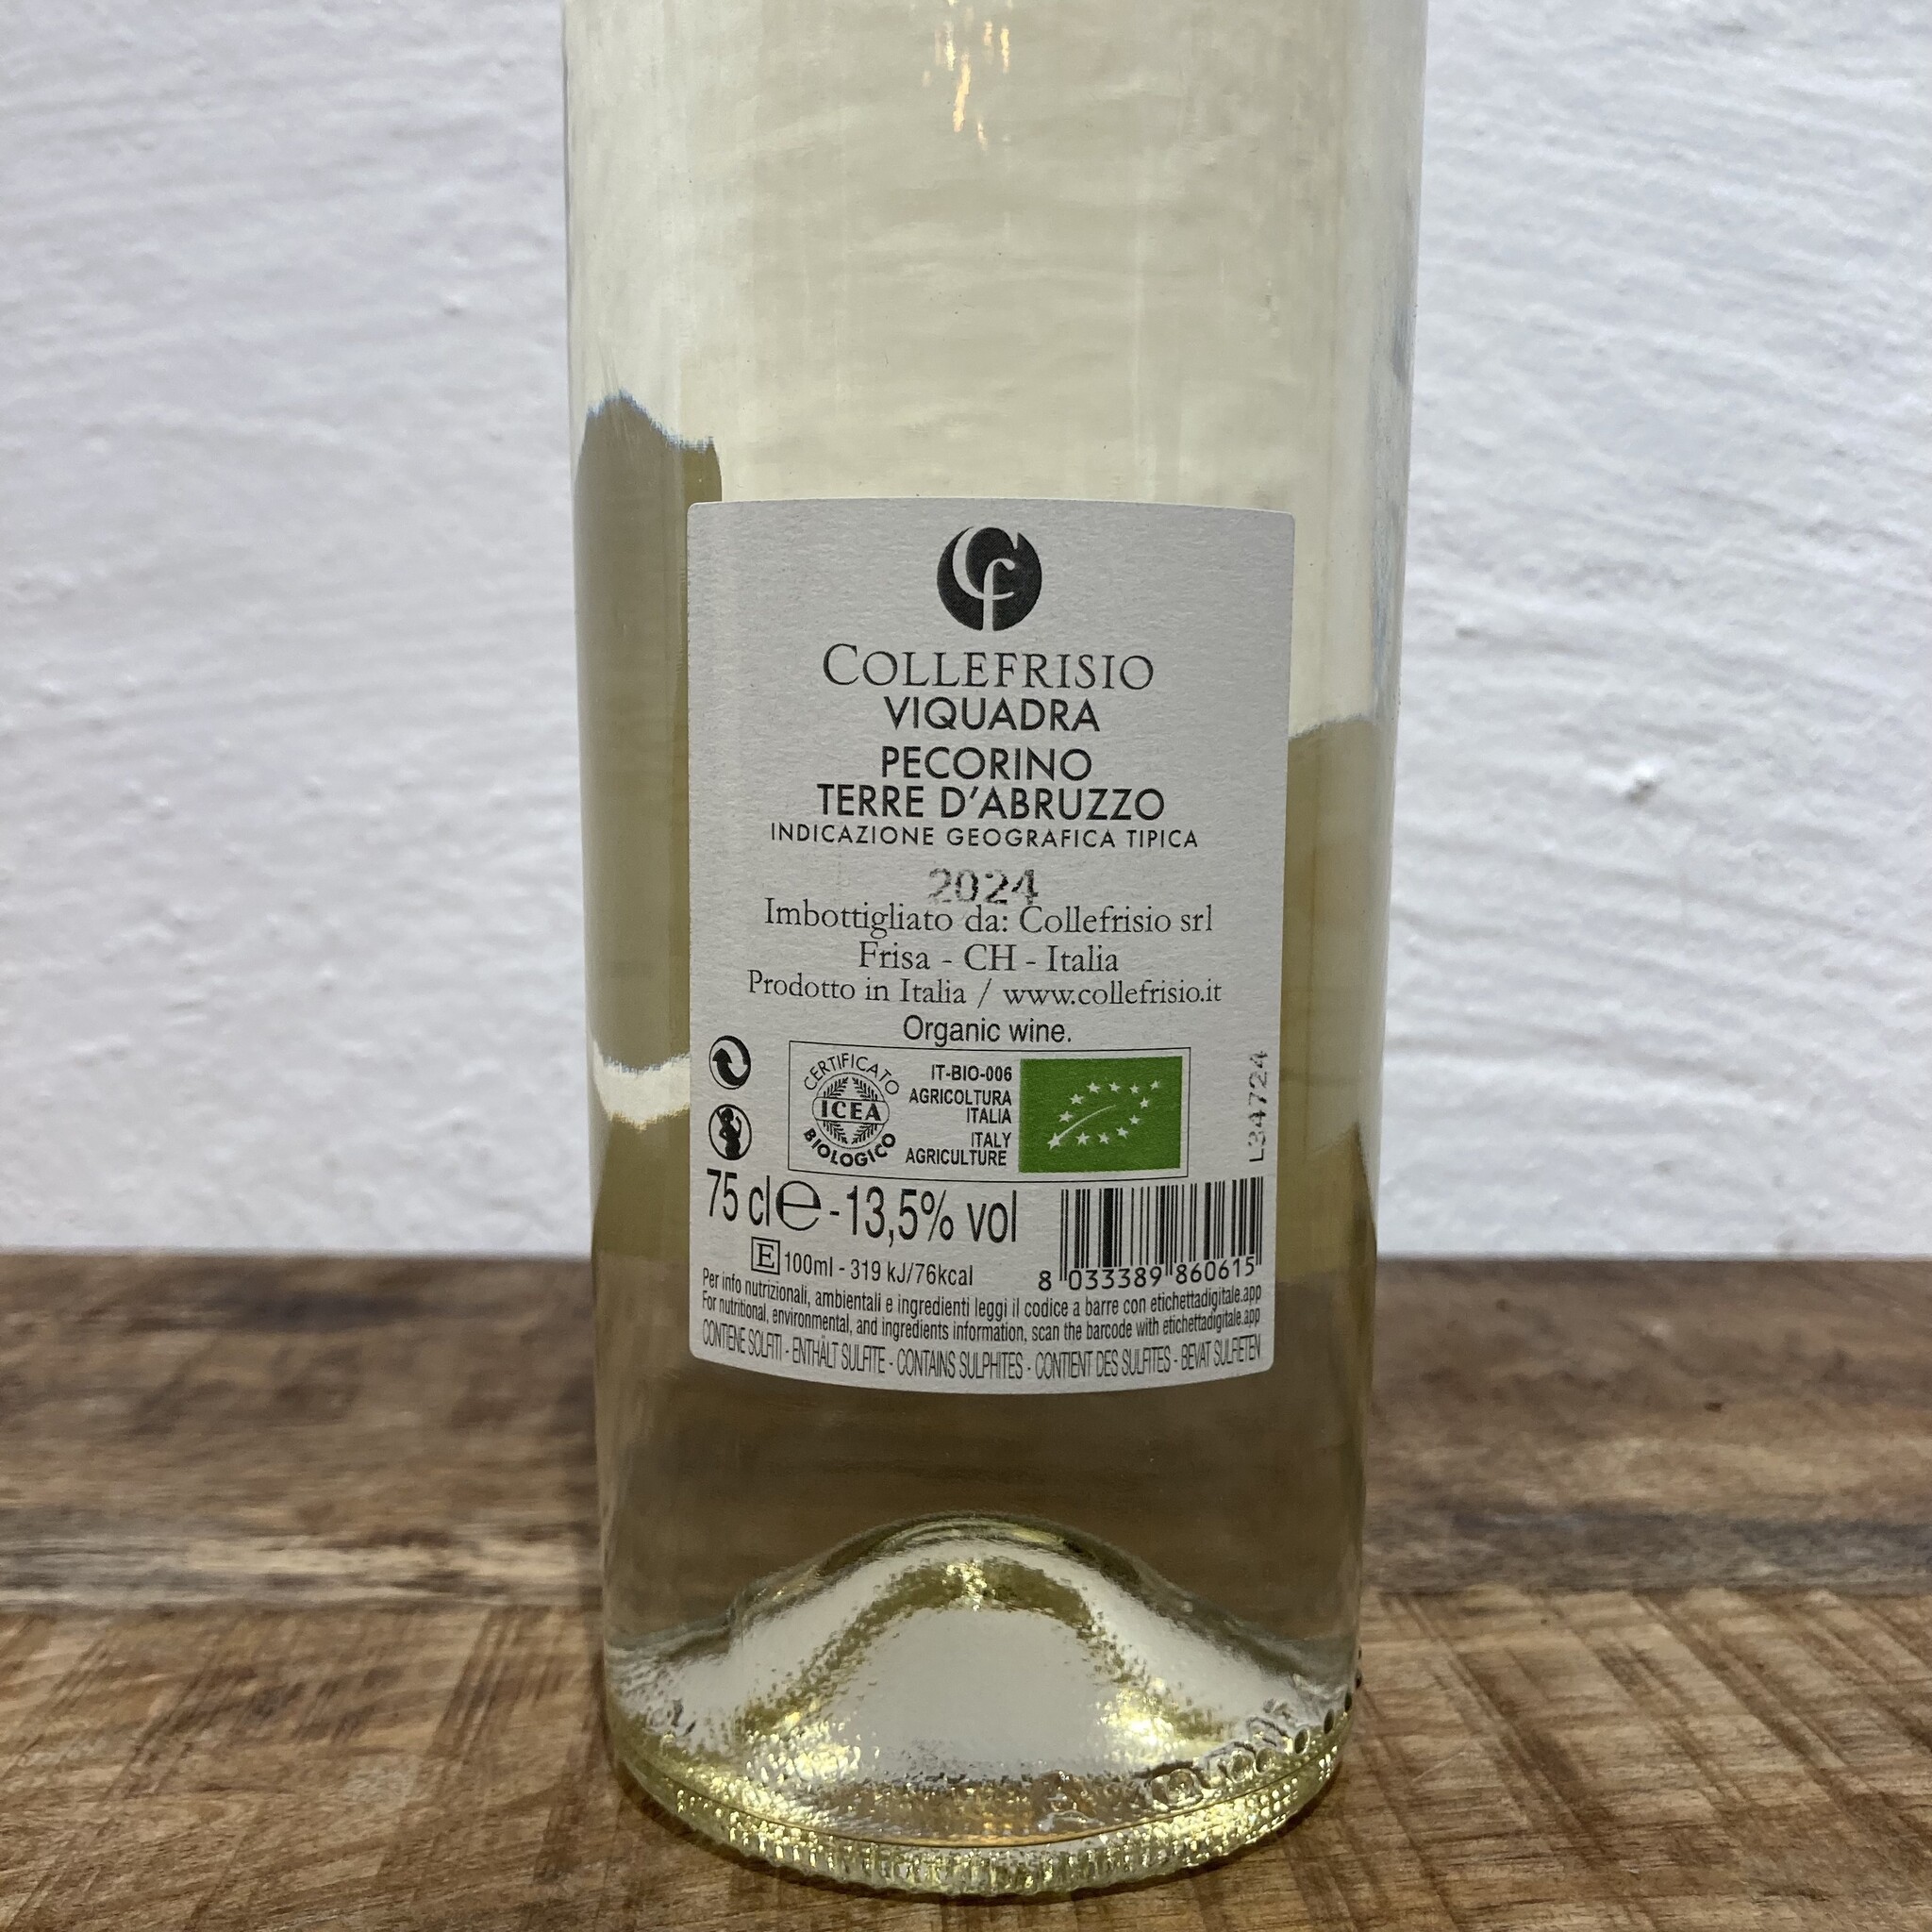 Cf
COLLEFRISIO
VIQUADRA
PECORINO
TERRE D'ABRUZZO
INDICAZIONE GEOGRAFICA TIPICA
2024
Imbottigliato da: Collefrisio srl
Frisa - CH - Italia
Prodotto in Italia / www.collefrisio.it
Organic wine.
CERTIFICATO
ICEA
BIOLOGICO
IT-BIO-006
AGRICOLTURA
ITALIA
ITALY
AGRICULTURE
L34724
75 cl e - 13,5% vol
E 100ml - 319 kJ/76kcal
8 033389 860615
Per info nutrizionali, ambientali e ingredienti leggi il codice a barre con etichettadigitale.app
For nutritional, environmental, and ingredients information, scan the barcode with etichettadigitale.app
CONTIENE SOLFITI - ENTHÄLT SULFITE - CONTAINS SULPHITES - CONTIENT DES SULFITES - BEVAT SULFIETEN